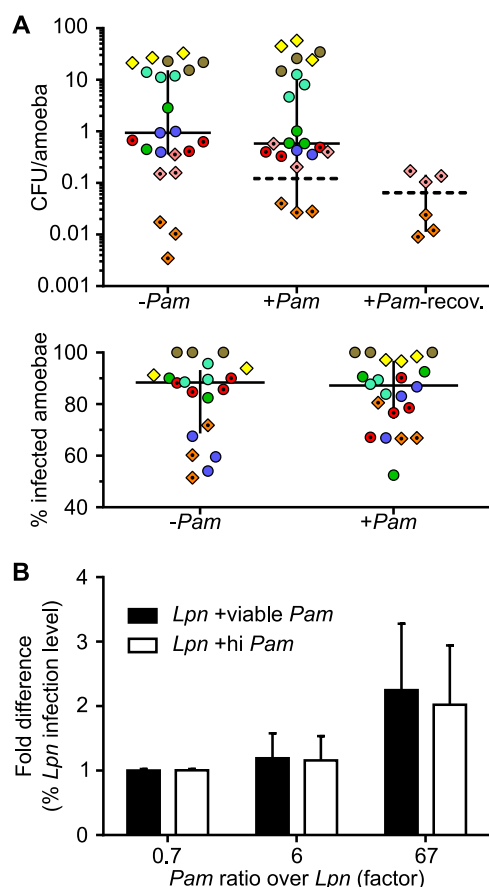 A
CFU/amoeba
100
10
1
0.1
0.01
0.001
-Pam
+Pam
+Pam-recov.
% infected amoebae
100
80
60
40
-Pam
+Pam
B
Fold difference
(% Lpn infection level)
4
3
2
1
0
Lpn +viable Pam
Lpn +hi Pam
0.7
6
67
Pam ratio over Lpn (factor)